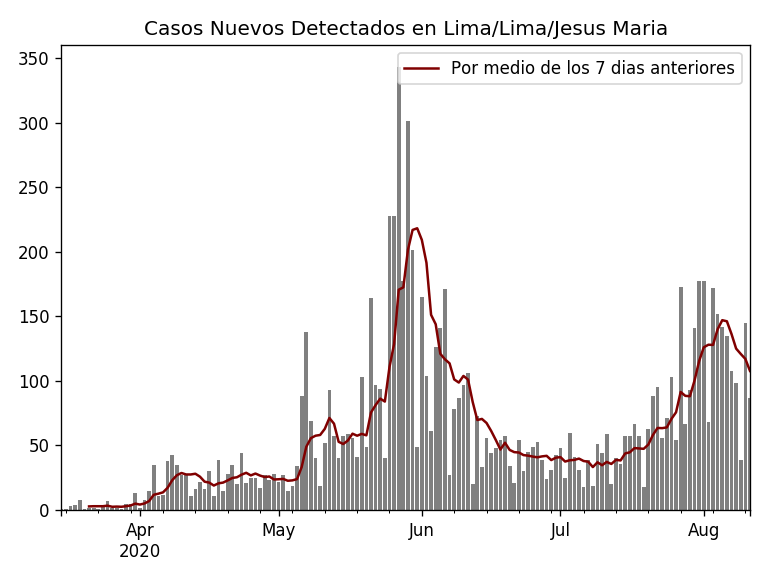 Casos Nuevos Detectados en Lima/Lima/Jesus Maria
Por medio de los 7 dias anteriores
350
300
250
200
150
100
50
0
Apr
2020
May
Jun
Jul
Aug